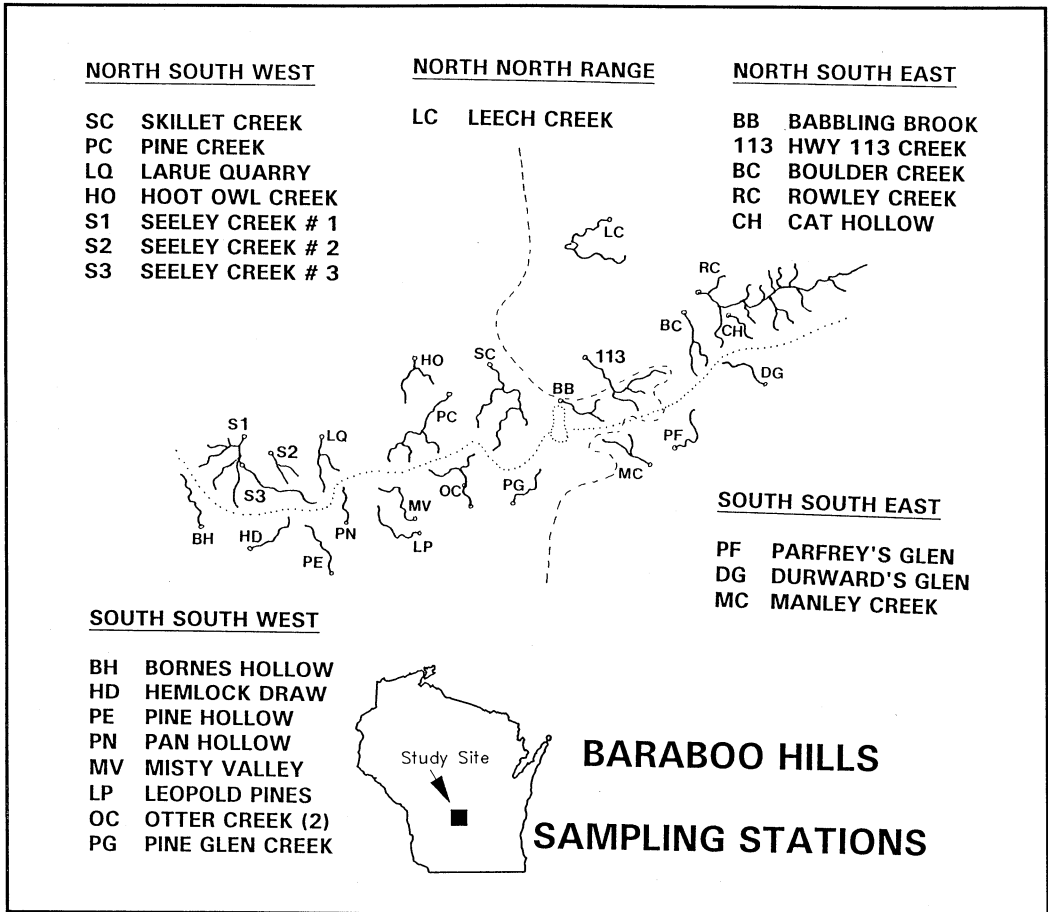 NORTH SOUTH WEST
SC SKILLET CREEK
PC PINE CREEK
LQ LARUE QUARRY
HO HOOT OWL CREEK
S1 SEELEY CREEK # 1
S2 SEELEY CREEK # 2
S3 SEELEY CREEK # 3
NORTH NORTH RANGE
LC LEECH CREEK
NORTH SOUTH EAST
BB BABBLING BROOK
113 HWY 113 CREEK
BC BOULDER CREEK
RC ROWLEY CREEK
CH CAT HOLLOW
LC
RC
BC
CH
HO
SC
113
DG
BB
PC
S1
S2
LQ
PF
MC
S3
OC
PG
MV
BH
HD
PN
LP
PE
SOUTH SOUTH EAST
PF PARFREY'S GLEN
DG DURWARD'S GLEN
MC MANLEY CREEK
SOUTH SOUTH WEST
BH BORNES HOLLOW
HD HEMLOCK DRAW
PE PINE HOLLOW
PN PAN HOLLOW
MV MISTY VALLEY
LP LEOPOLD PINES
OC OTTER CREEK (2)
PG PINE GLEN CREEK
Study Site
BARABOO HILLS
SAMPLING STATIONS